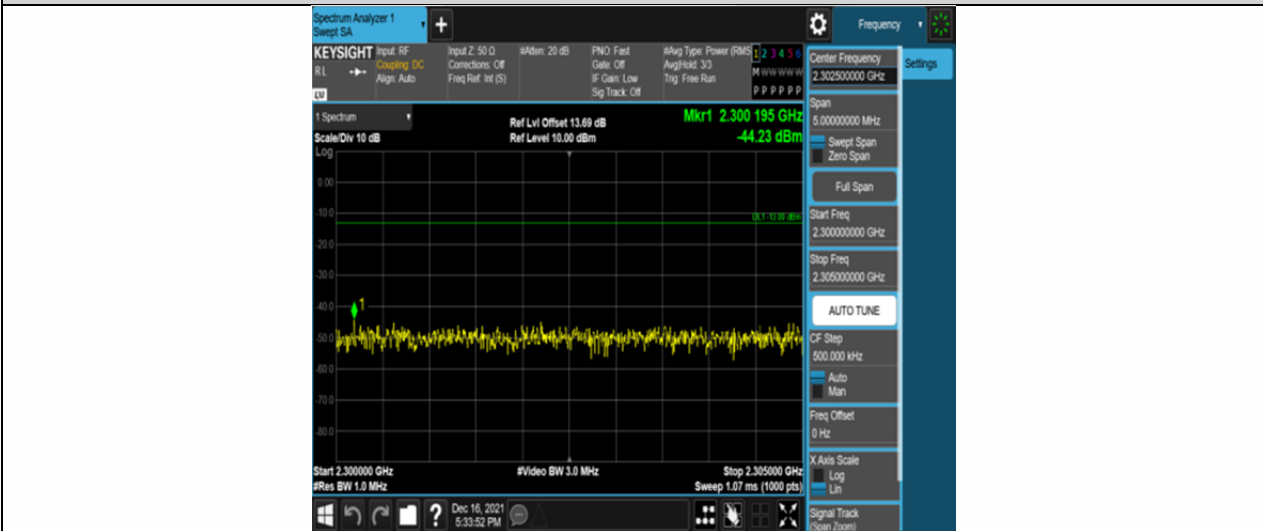 Spectrum Analyzer 1
Swept SA
+
Frequency
KEYSIGHT
RL
Input: RF
Coupling: DC
Align: Auto
Input Z: 50 Ω
Corrections: Off
Freq Ref: Int (S)
#Atten: 20 dB
PNO: Fast
Gate: Off
IF Gain: Low
Sig Track: Off
#Avg Type: Power (RMS
Avg|Hold: 3/3
Trig: Free Run
1 2 3 4 5 6
M W W W W W
P P P P P P
1 Spectrum
Scale/Div 10 dB
Log
Ref Lvl Offset 13.69 dB
Ref Level 10.00 dBm
Mkr1 2.300 195 GHz
-44.23 dBm
0.00
-10.0
DL1 -13.00 dBm
-20.0
-30.0
-40.0
1
-50.0
-60.0
-70.0
-80.0
Start 2.300000 GHz
#Res BW 1.0 MHz
#Video BW 3.0 MHz
Stop 2.305000 GHz
Sweep 1.07 ms (1000 pts)
?
Dec 16, 2021
5:33:52 PM
Center Frequency
2.302500000 GHz
Settings
Span
5.00000000 MHz
Swept Span
Zero Span
Full Span
Start Freq
2.300000000 GHz
Stop Freq
2.305000000 GHz
AUTO TUNE
CF Step
500.000 kHz
Auto
Man
Freq Offset
0 Hz
X Axis Scale
Log
Lin
Signal Track
(Span Zoom)